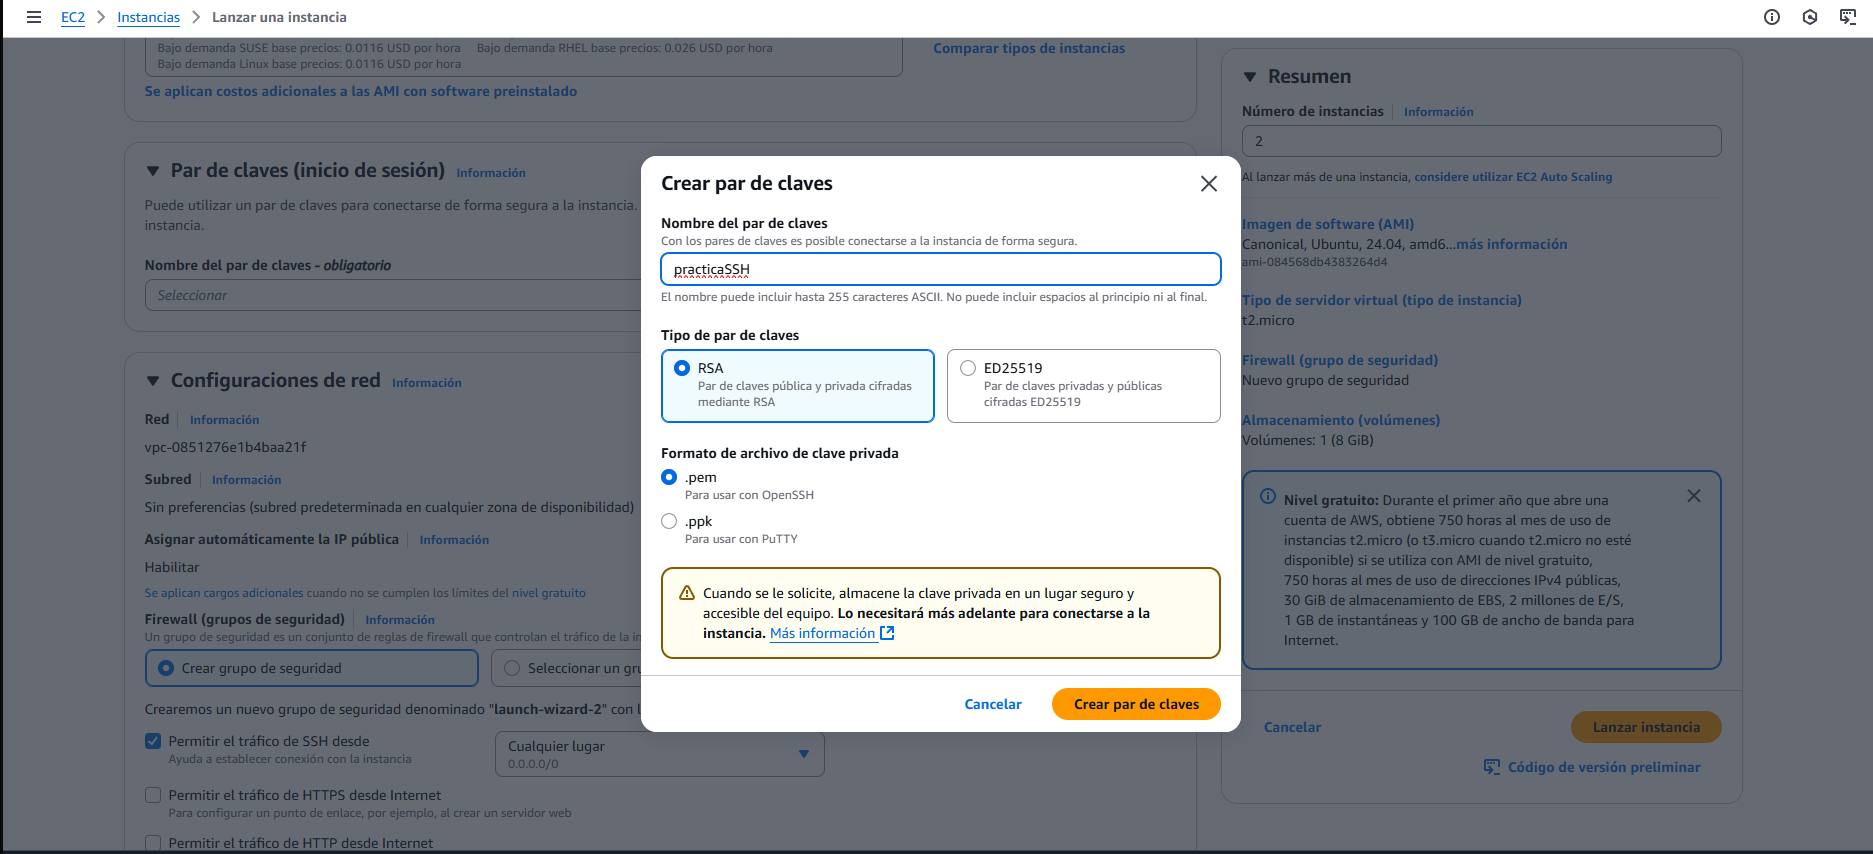 EC2 > Instancias > Lanzar una instancia
Bajo demanda SUSE base precios: 0.0116 USD por hora Bajo demanda RHEL base precios: 0.026 USD por hora
Bajo demanda Linux base precios: 0.0116 USD por hora
Comparar tipos de instancias
Se aplican costos adicionales a las AMI con software preinstalado
Par de claves (inicio de sesión) Información
Puede utilizar un par de claves para conectarse de forma segura a la instancia.
instancia.
Nombre del par de claves - obligatorio
Seleccionar
Configuraciones de red Información
Red Información
vpc-0851276e1b4baa21f
Subred Información
Sin preferencias (subred predeterminada en cualquier zona de disponibilidad)
Asignar automáticamente la IP pública Información
Habilitar
Se aplican cargos adicionales cuando no se cumplen los límites del nivel gratuito
Firewall (grupos de seguridad) Información
Un grupo de seguridad es un conjunto de reglas de firewall que controlan el tráfico de la in
Crear grupo de seguridad
Seleccionar un gru
Crearemos un nuevo grupo de seguridad denominado "launch-wizard-2" con l
Permitir el tráfico de SSH desde
Ayuda a establecer conexión con la instancia
Cualquier lugar
0.0.0.0/0
Permitir el tráfico de HTTPS desde Internet
Para configurar un punto de enlace, por ejemplo, al crear un servidor web
Permitir el tráfico de HTTP desde Internet
Crear par de claves
Nombre del par de claves
Con los pares de claves es posible conectarse a la instancia de forma segura.
practicaSSH
El nombre puede incluir hasta 255 caracteres ASCII. No puede incluir espacios al principio ni al final.
Tipo de par de claves
RSA
Par de claves pública y privada cifradas
mediante RSA
ED25519
Par de claves privadas y públicas
cifradas ED25519
Formato de archivo de clave privada
.pem
Para usar con OpenSSH
.ppk
Para usar con PuTTY
Cuando se le solicite, almacene la clave privada en un lugar seguro y
accesible del equipo. Lo necesitará más adelante para conectarse a la
instancia. Más información
Cancelar
Crear par de claves
Resumen
Número de instancias Información
2
Al lanzar más de una instancia, considere utilizar EC2 Auto Scaling
Imagen de software (AMI)
Canonical, Ubuntu, 24.04, amd6...más información
ami-084568db4383264d4
Tipo de servidor virtual (tipo de instancia)
t2.micro
Firewall (grupo de seguridad)
Nuevo grupo de seguridad
Almacenamiento (volúmenes)
Volúmenes: 1 (8 GiB)
Nivel gratuito: Durante el primer año que abre una
cuenta de AWS, obtiene 750 horas al mes de uso de
instancias t2.micro (o t3.micro cuando t2.micro no esté
disponible) si se utiliza con AMI de nivel gratuito,
750 horas al mes de uso de direcciones IPv4 públicas,
30 GiB de almacenamiento de EBS, 2 millones de E/S,
1 GB de instantáneas y 100 GB de ancho de banda para
Internet.
Cancelar
Lanzar instancia
Código de versión preliminar